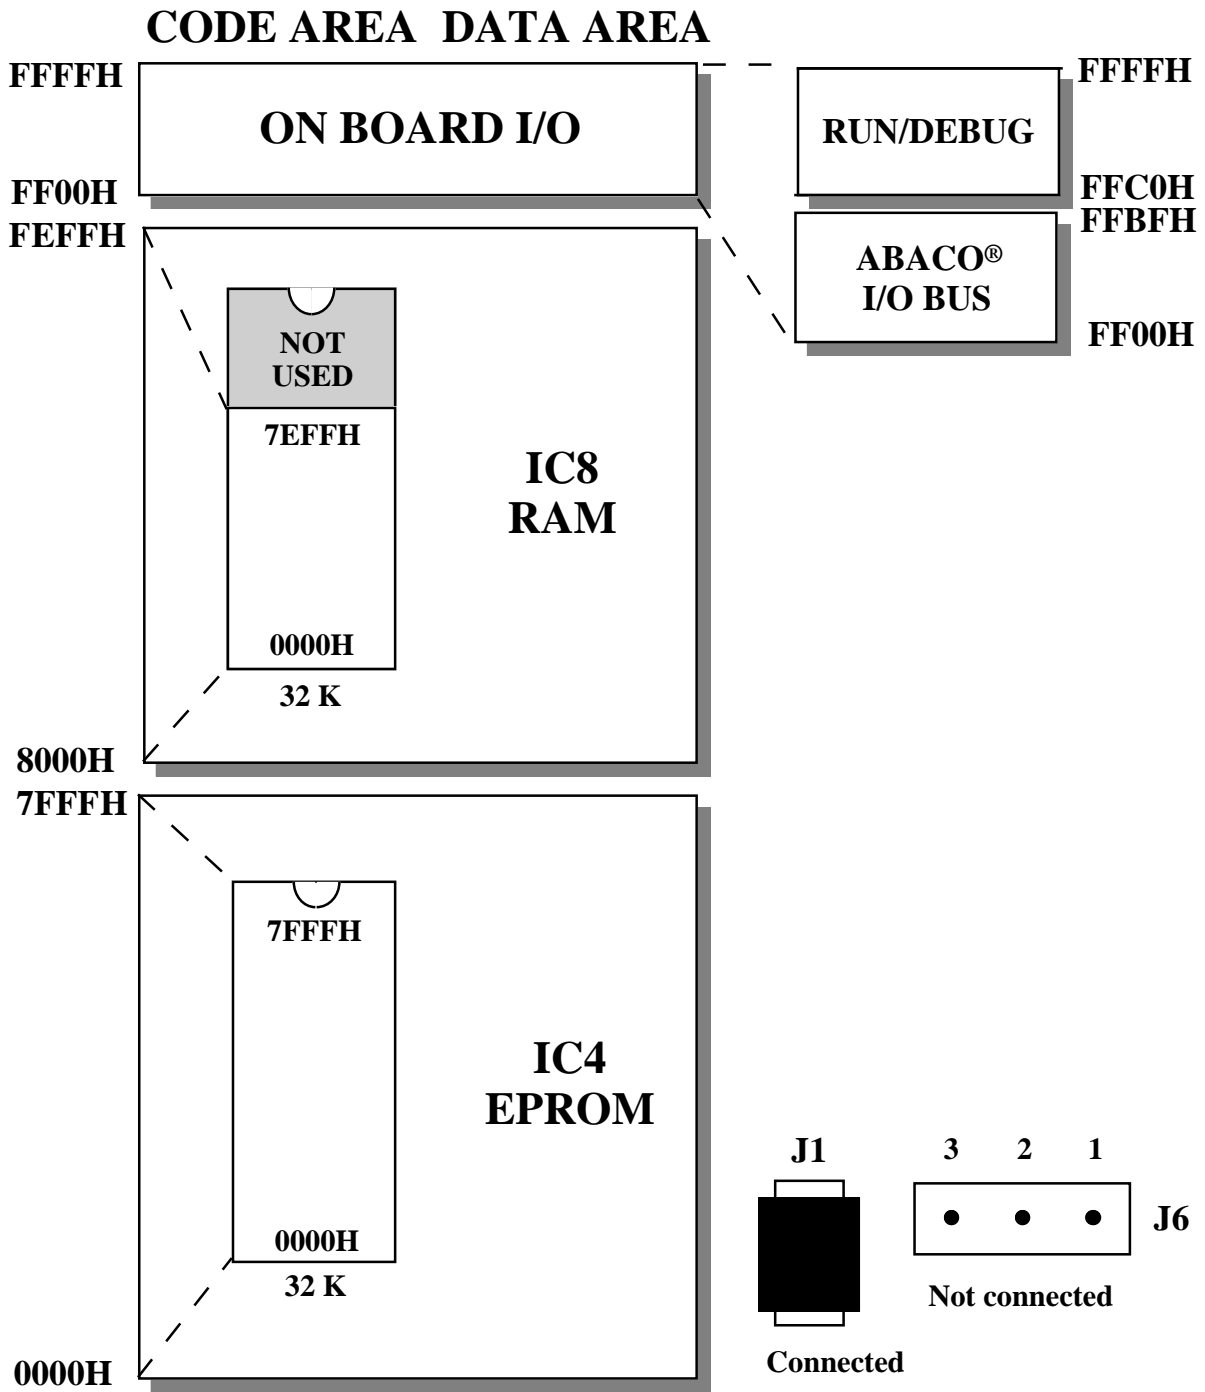 CODE AREA DATA AREA
FFFFH
ON BOARD I/O
FF00H
FFFFH
RUN/DEBUG
FFC0H
FFBFH
ABACO®
I/O BUS
FF00H
FEFFH
NOT
USED
7EFFH
IC8
RAM
0000H
32 K
8000H
7FFFH
7FFFH
IC4
EPROM
0000H
32 K
0000H
J1
Connected
3 2 1
J6
Not connected